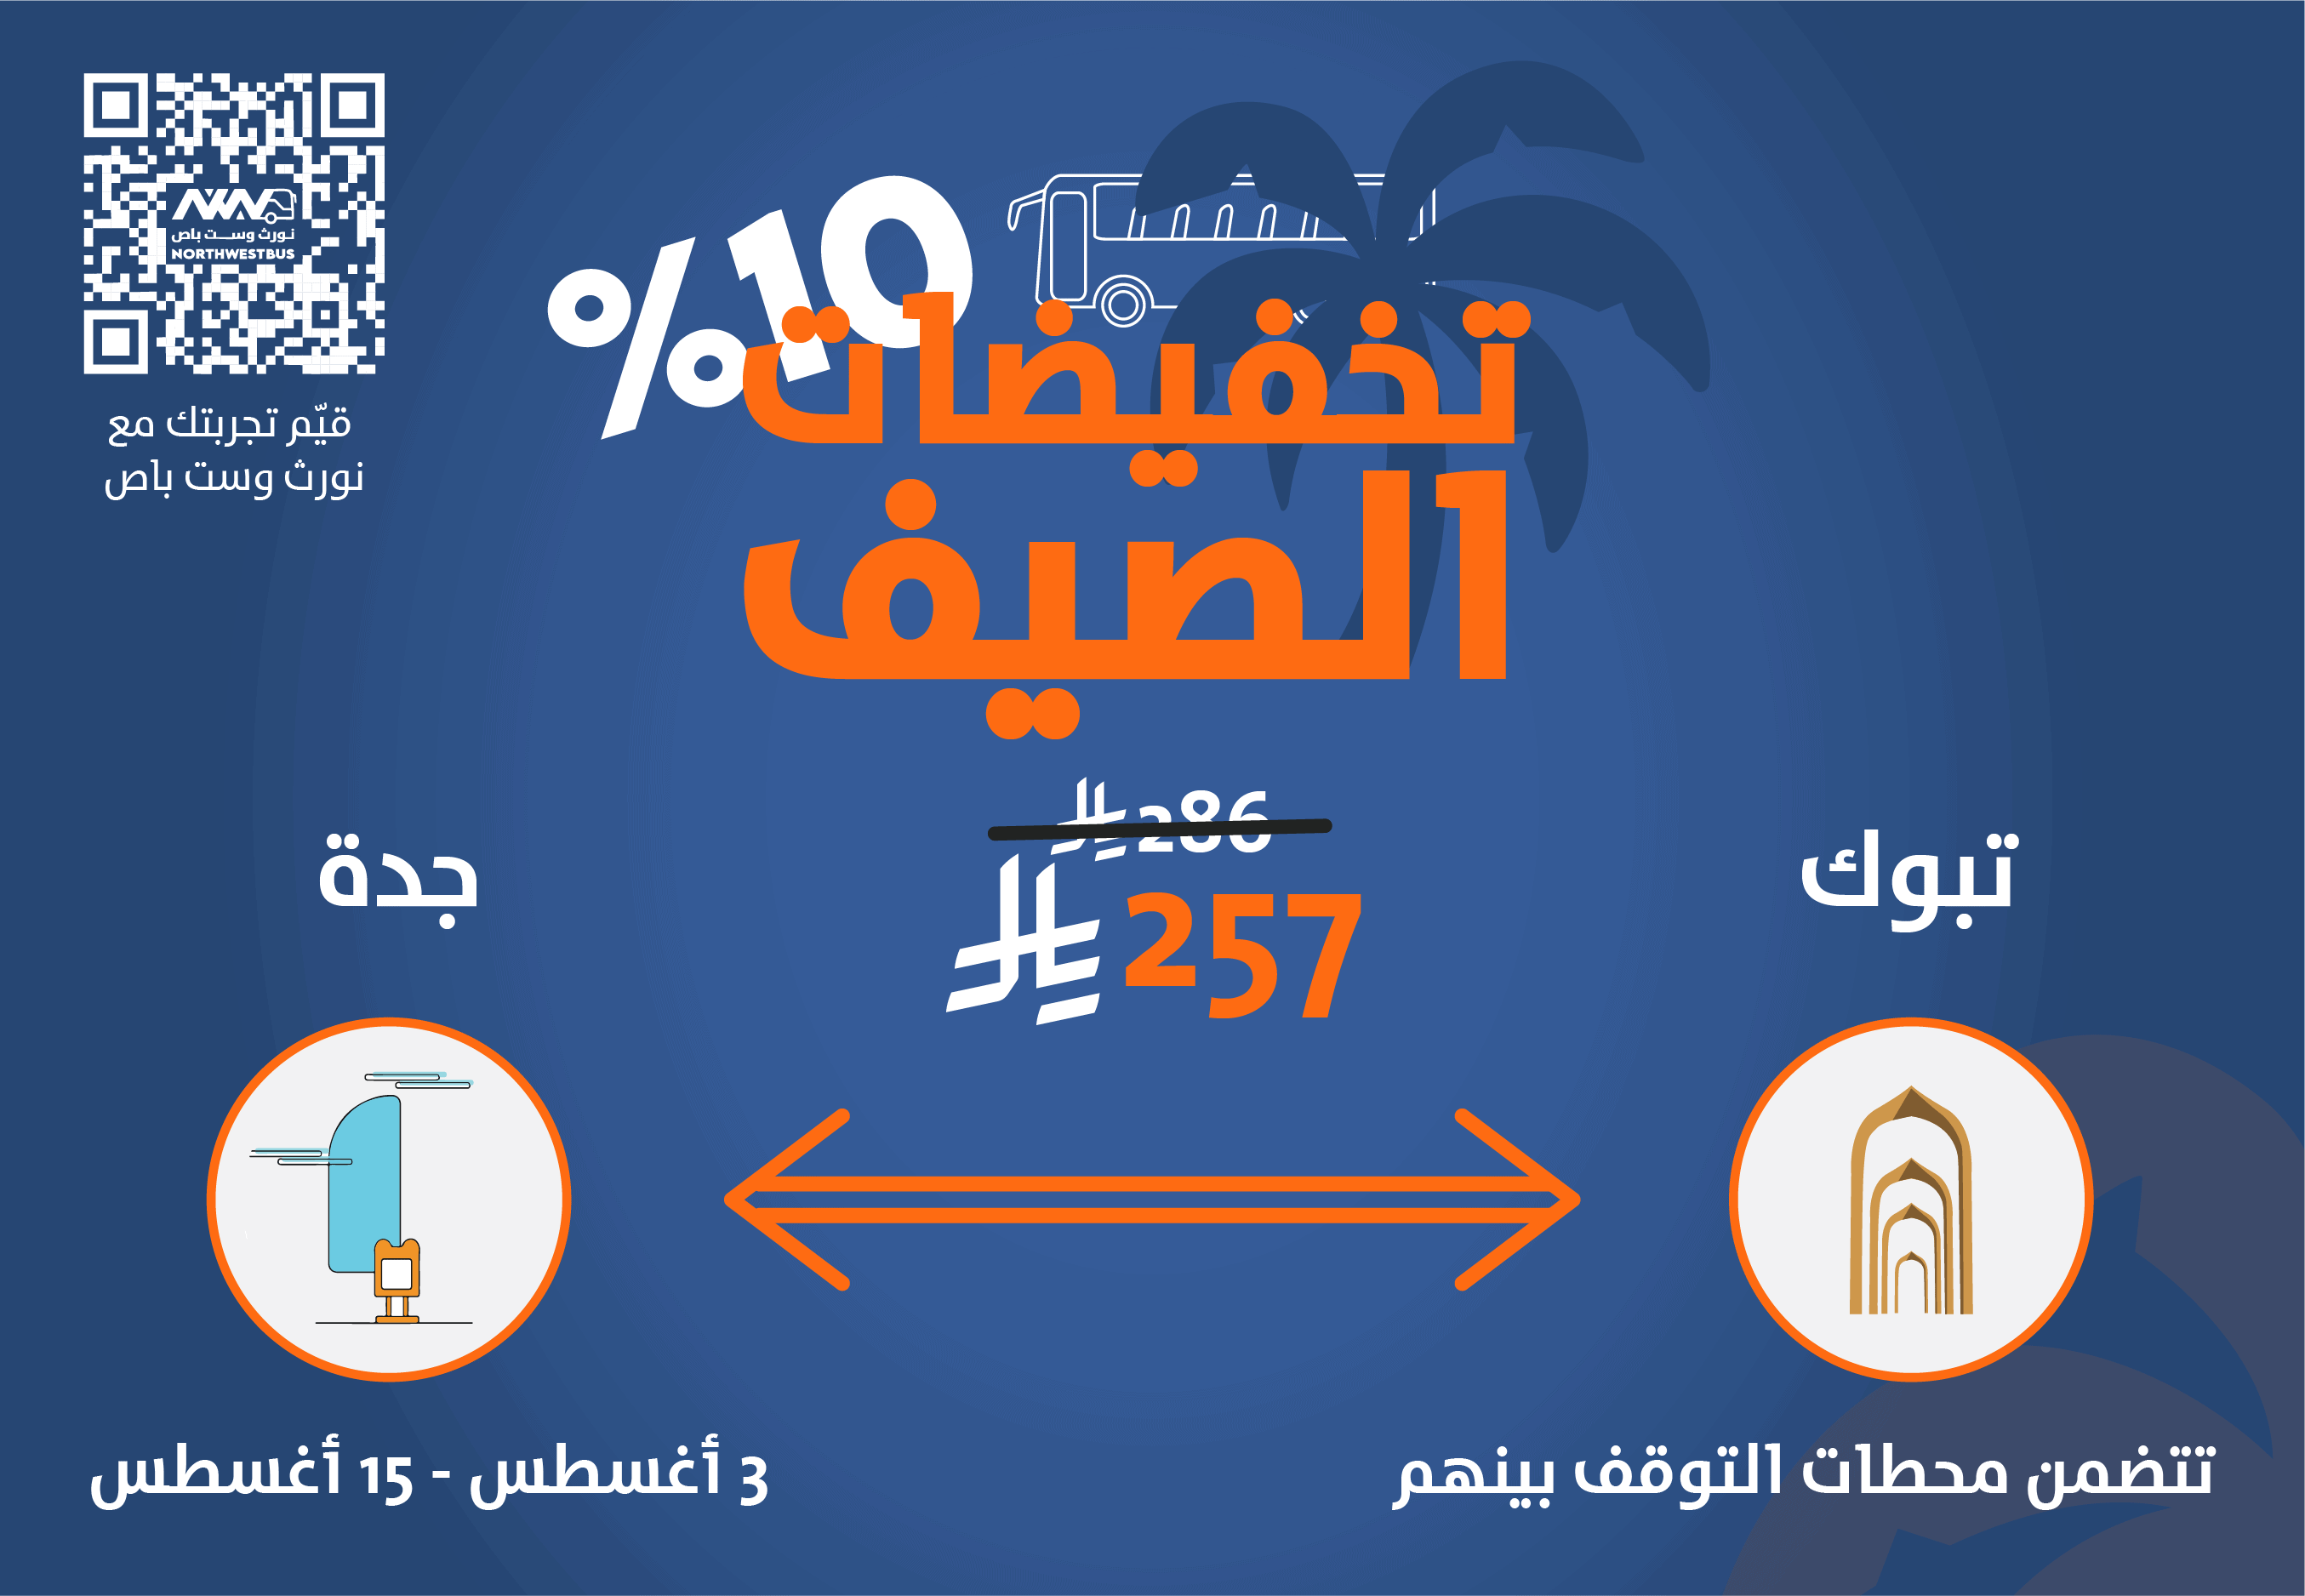 نورث وست باص
NORTHWESTBUS
قيّم تجربتك مع
نورث وست باص
%10
تخفيضات
الصيف
286
257
تبوك
جدة
تتضمن محطات التوقف بينهم
3 أغسطس - 15 أغسطس